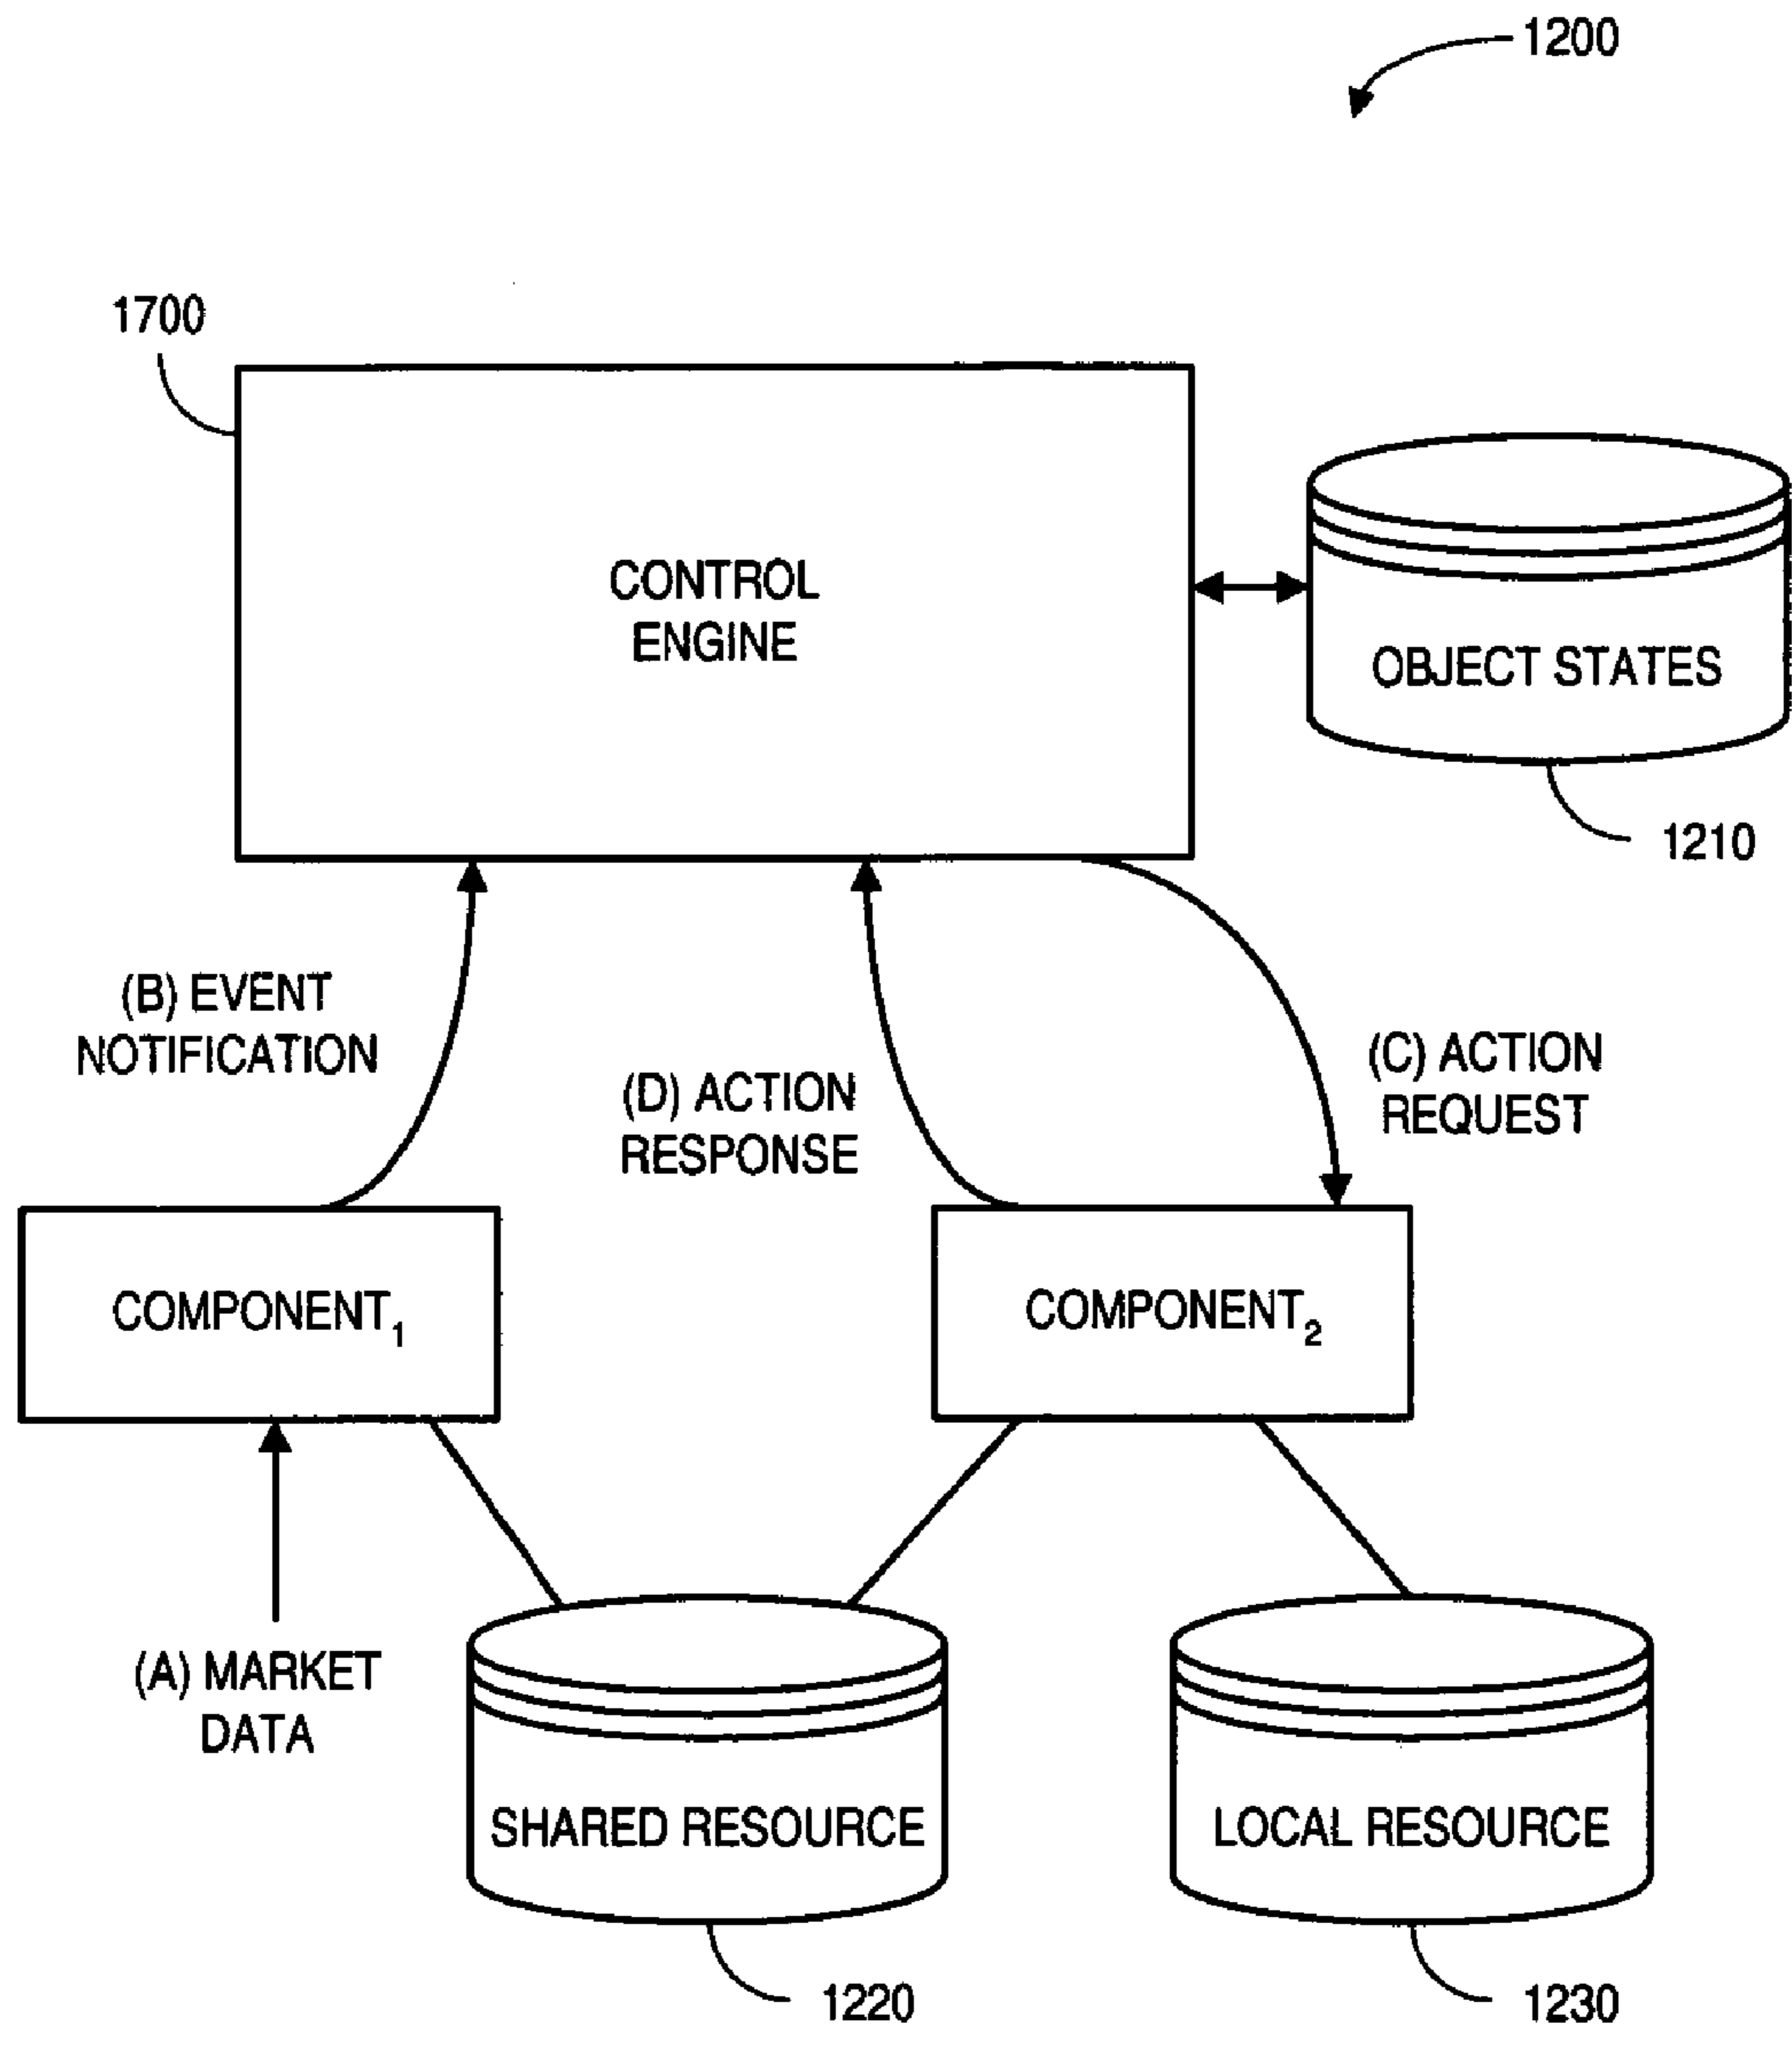 1200
1700
CONTROL
ENGINE
OBJECT STATES
1210
(B) EVENT
NOTIFICATION
(D) ACTION
RESPONSE
(C) ACTION
REQUEST
COMPONENT1
COMPONENT2
(A) MARKET
DATA
SHARED RESOURCE
LOCAL RESOURCE
1220
1230